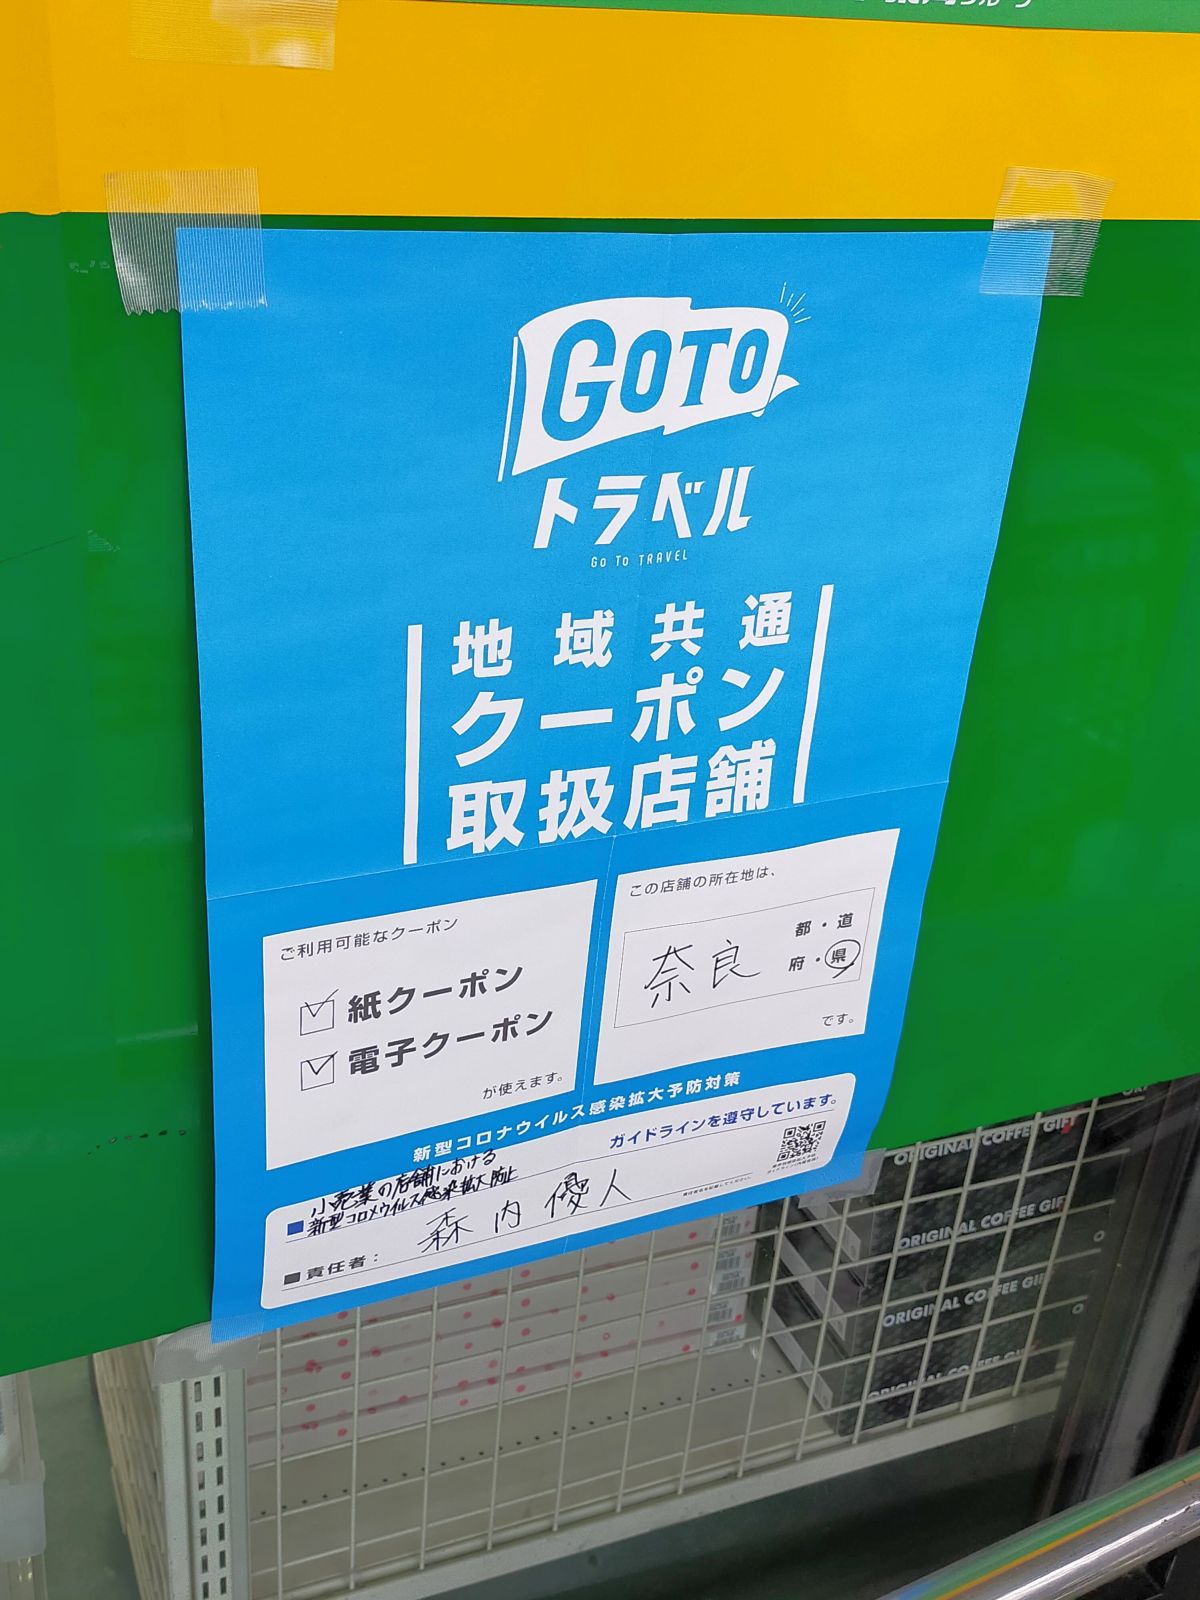 GOTO
トラベル
Go To TRAVEL
地域共通
クーポン
取扱店舗
ご利用可能なクーポン
紙クーポン
電子クーポン
が使えます。
この店舗の所在地は、
都・道
奈良 府・県
です。
新型コロナウイルス感染拡大予防対策
ガイドラインを遵守しています。
小売業の店舗における
新型コロナウイルス感染拡大防止
責任者： 森内優人
ORIGINAL COFFEE GIFT
ORIGINAL COFFEE GIFT
ORIGINAL COFFEE GIF
ORIGINAL COFFEE GIF